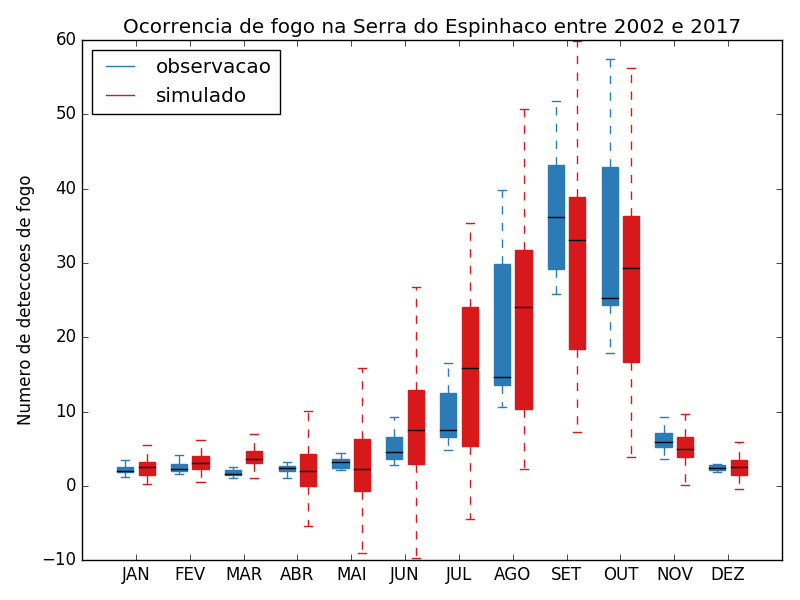 Ocorrencia de fogo na Serra do Espinhaco entre 2002 e 2017
60
50
40
30
20
10
0
−10
Numero de deteccoes de fogo
observacao
simulado
JAN FEV MAR ABR MAI JUN JUL AGO SET OUT NOV DEZ